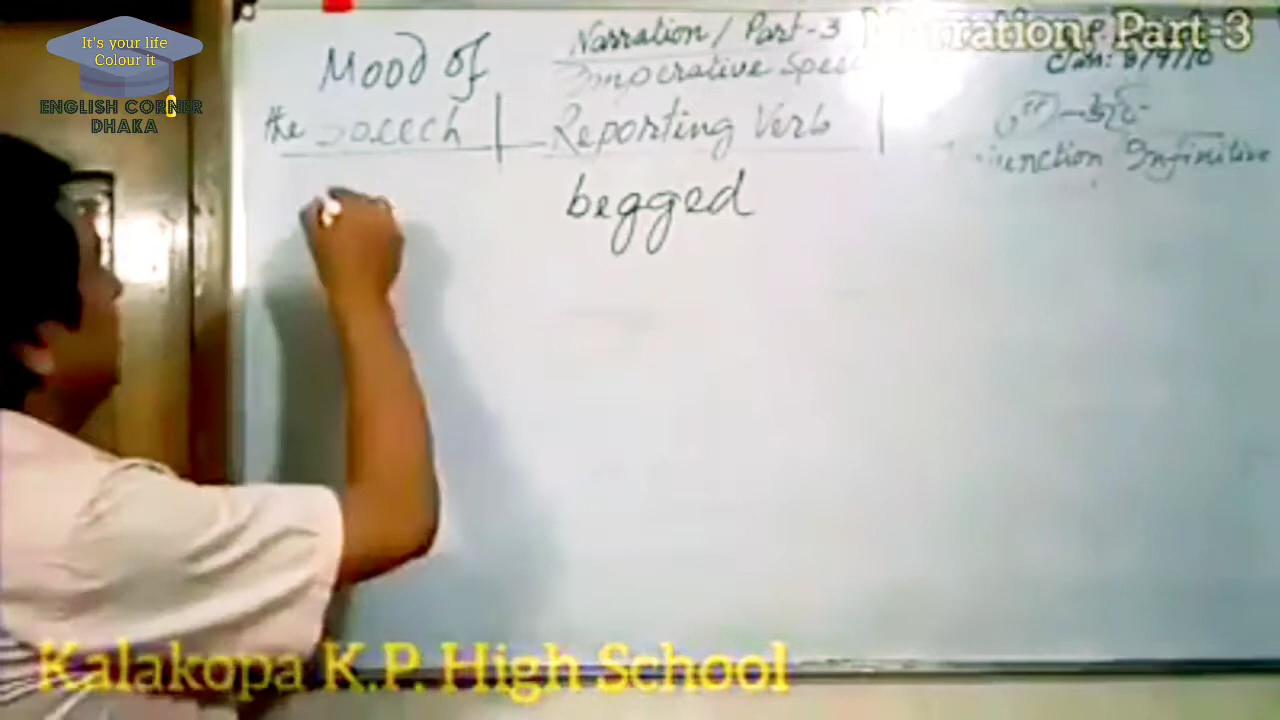 It's your life
Colour it
ENGLISH CORNER
DHAKA
Narration, Part-3
Narration / Part-3
Mood of
the speech
Imperative
Reporting Verb
Infinitive
begged
Kalakopa K.P. High School